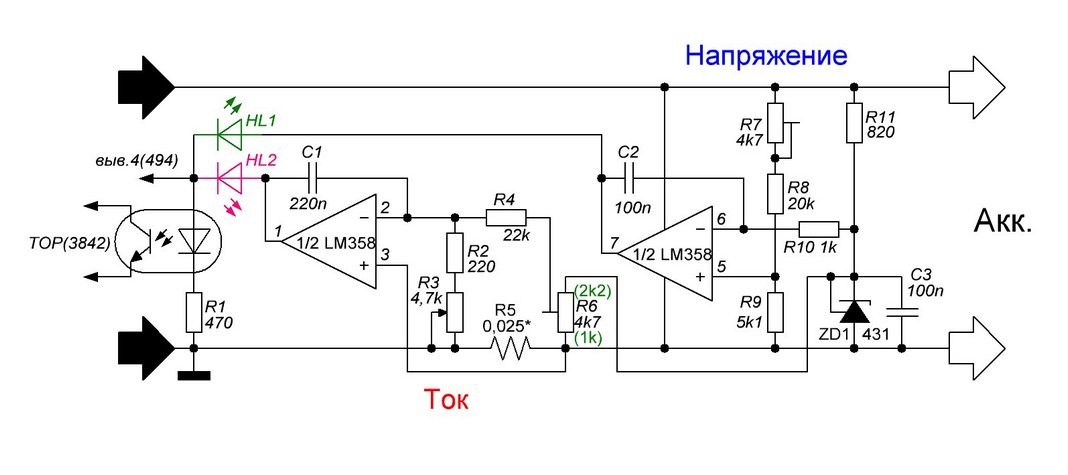 Напряжение
HL1
R7
4k7
R11
820
выв.4(494)
HL2
C1
220n
C2
100n
R8
20k
R4
22k
Акк.
TOP(3842)
2
1
1/2 LM358
3
R2
220
6
7
1/2 LM358
5
R10 1k
R3
4,7k
(2k2)
R6
4k7
(1k)
C3
100n
R1
470
R5
0,025*
R9
5k1
ZD1
431
Ток